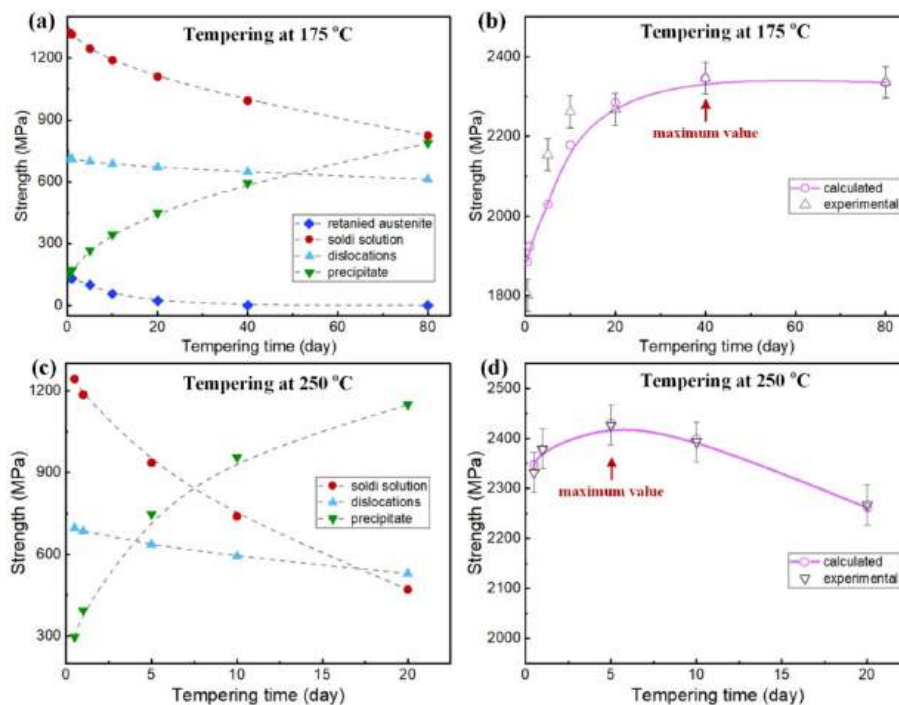 (a)
Tempering at 175 °C
Strength (MPa)
1200
900
600
300
0
retanied austenite
soldi solution
dislocations
precipitate
0
20
40
60
80
Tempering time (day)
(b)
Tempering at 175 °C
Strength (MPa)
2400
2200
2000
1800
maximum value
calculated
experimental
0
20
40
60
80
Tempering time (day)
(c)
Tempering at 250 °C
Strength (MPa)
1200
900
600
300
soldi solution
dislocations
precipitate
0
5
10
15
20
Tempering time (day)
(d)
Tempering at 250 °C
Strength (MPa)
2500
2400
2300
2200
2100
2000
maximum value
calculated
experimental
0
5
10
15
20
Tempering time (day)